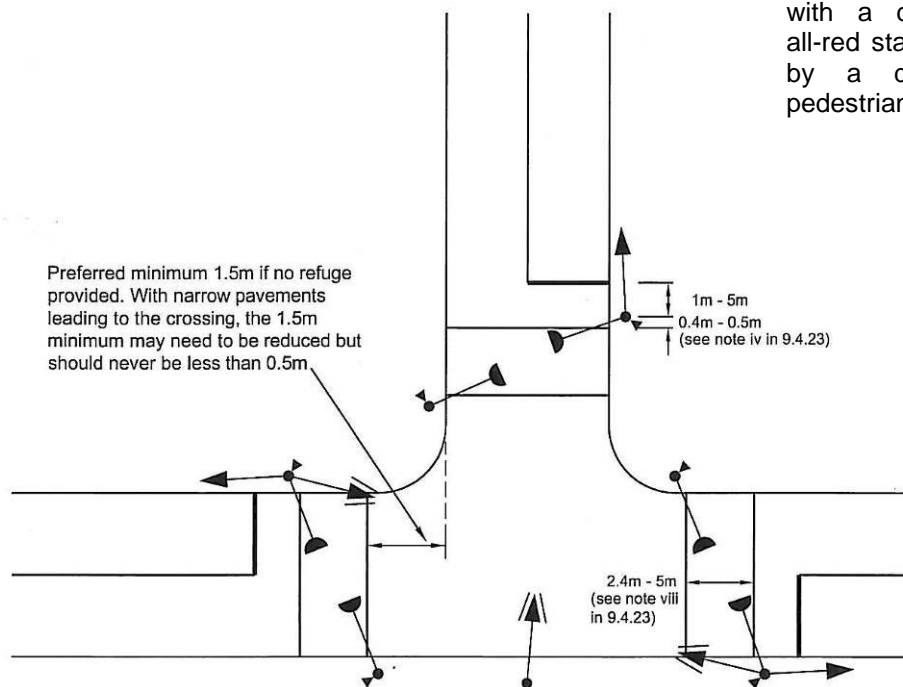 with a
all-red
by a
pedestrian
Preferred minimum 1.5m if no refuge
provided. With narrow pavements
leading to the crossing, the 1.5m
minimum may need to be reduced but
should never be less than 0.5m
1m - 5m
0.4m - 0.5m
(see note iv in 9.4.23)
2.4m - 5m
(see note viii
in 9.4.23)